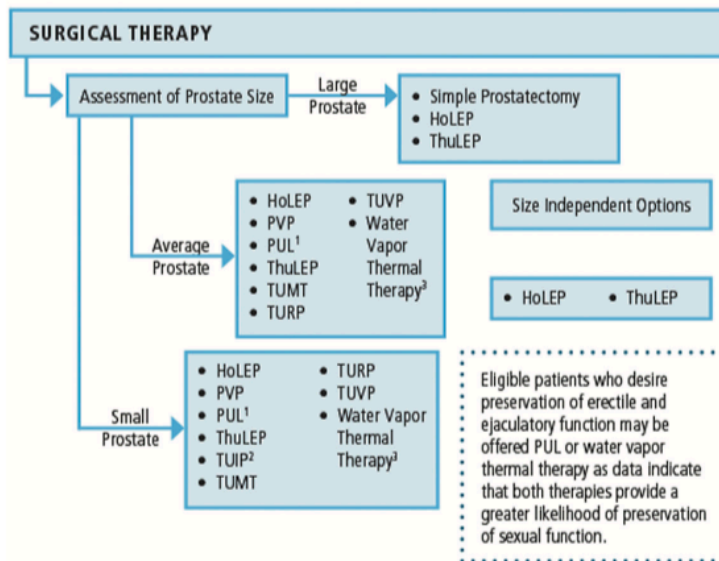 SURGICAL THERAPY
Assessment of Prostate Size
Large
Prostate
• Simple Prostatectomy
• HoLEP
• ThuLEP
Average
Prostate
• HoLEP
• PVP
• PUL¹
• ThuLEP
• TUMT
• TURP
• TUVP
• Water
Vapor
Thermal
Therapy³
Size Independent Options
• HoLEP
• ThuLEP
Small
Prostate
• HoLEP
• PVP
• PUL¹
• ThuLEP
• TUIP²
• TUMT
• TURP
• TUVP
• Water Vapor
Thermal
Therapy³
Eligible patients who desire
preservation of erectile and
ejaculatory function may be
offered PUL or water vapor
thermal therapy as data indicate
that both therapies provide a
greater likelihood of preservation
of sexual function.